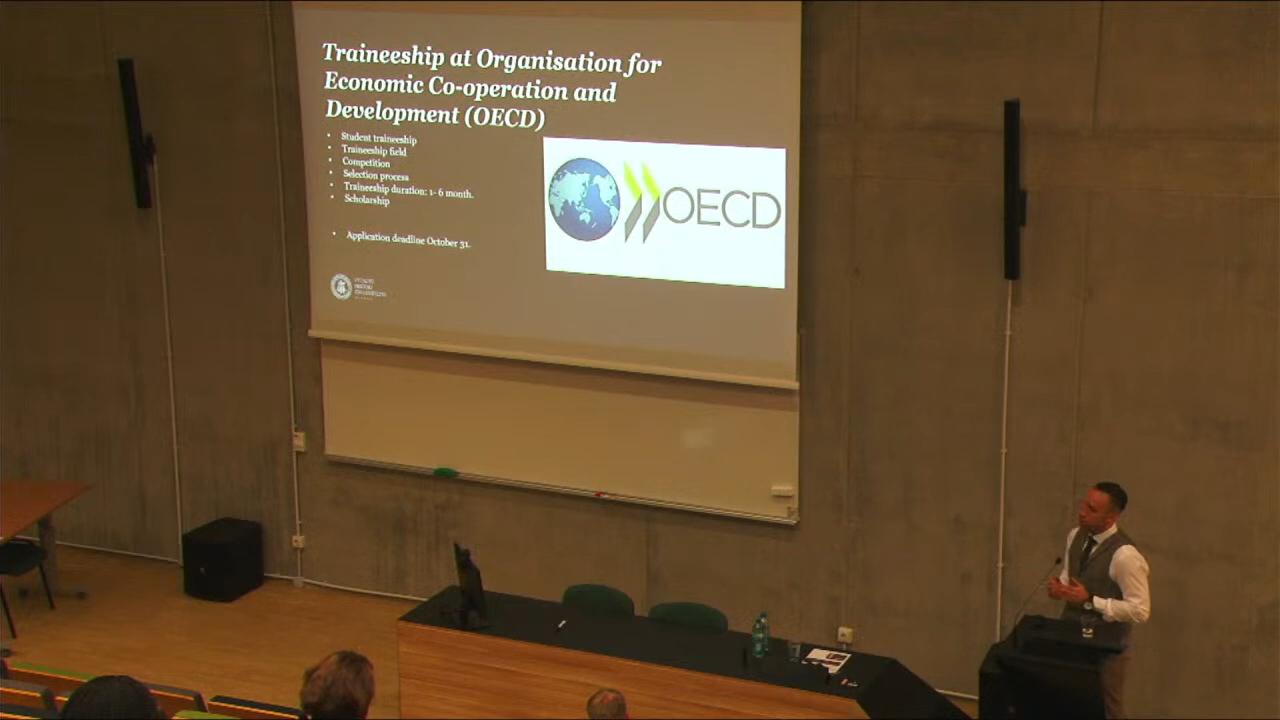 Traineeship at Organisation for
Economic Co-operation and
Development (OECD)
• Student traineeship
• Traineeship field
• Competition
• Selection process
• Traineeship duration: 1- 6 month.
• Scholarship
• Application deadline October 31.
OECD